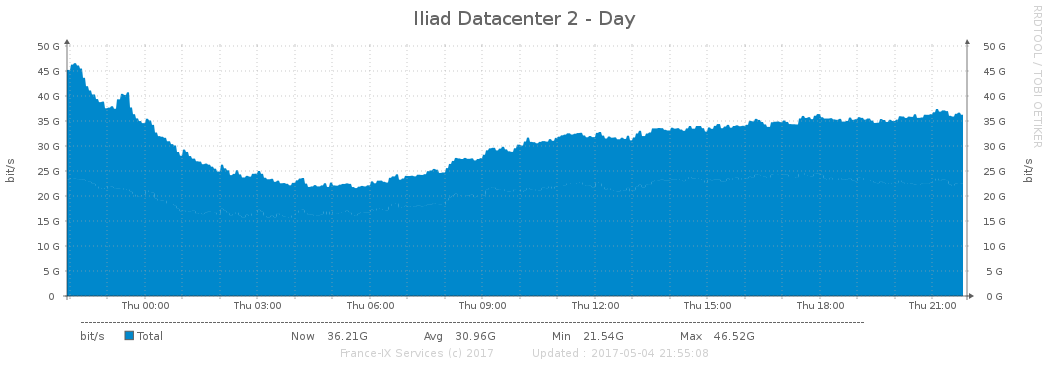 Iliad Datacenter 2 - Day
RRDTOOL / TOBI OETIKER
bit/s
50 G 50 G
45 G 45 G
40 G 40 G
35 G 35 G
30 G 30 G
25 G 25 G
20 G 20 G
15 G 15 G
10 G 10 G
5 G 5 G
0 0 G
bit/s
Thu 00:00 Thu 03:00 Thu 06:00 Thu 09:00 Thu 12:00 Thu 15:00 Thu 18:00 Thu 21:00
bit/s Total Now 36.21G Avg 30.96G Min 21.54G Max 46.52G
France-IX Services (c) 2017 Updated : 2017-05-04 21:55:08